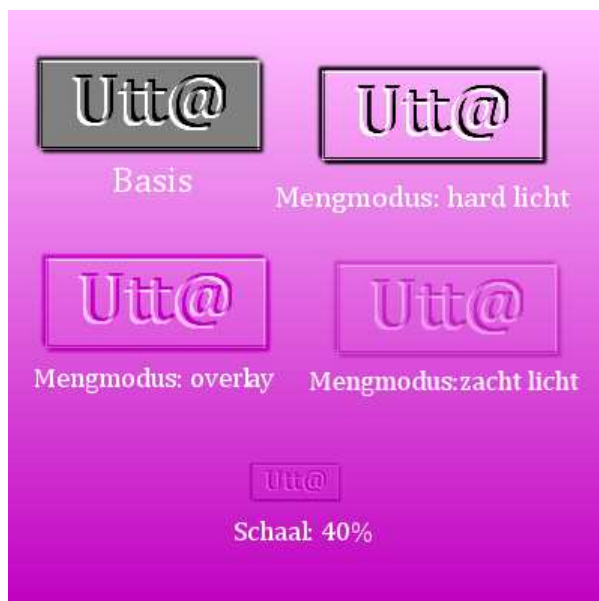 Utt@
Utt@
Basis
Mengmodus: hard licht
Utt@
Utt@
Mengmodus: overlay
Mengmodus:zacht licht
Utt@
Schaal: 40%